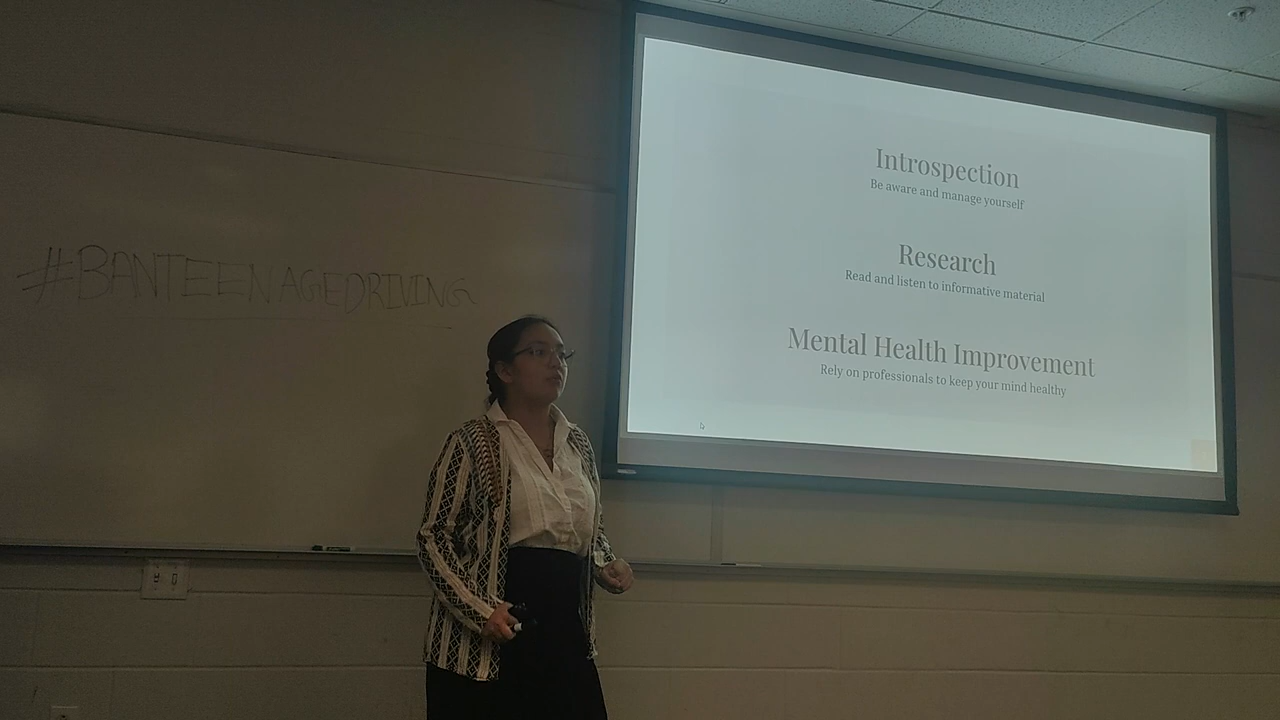 #BANTEENAGEDRIVING
Introspection
Be aware and manage yourself
Research
Read and listen to informative material
Mental Health Improvement
Rely on professionals to keep your mind healthy